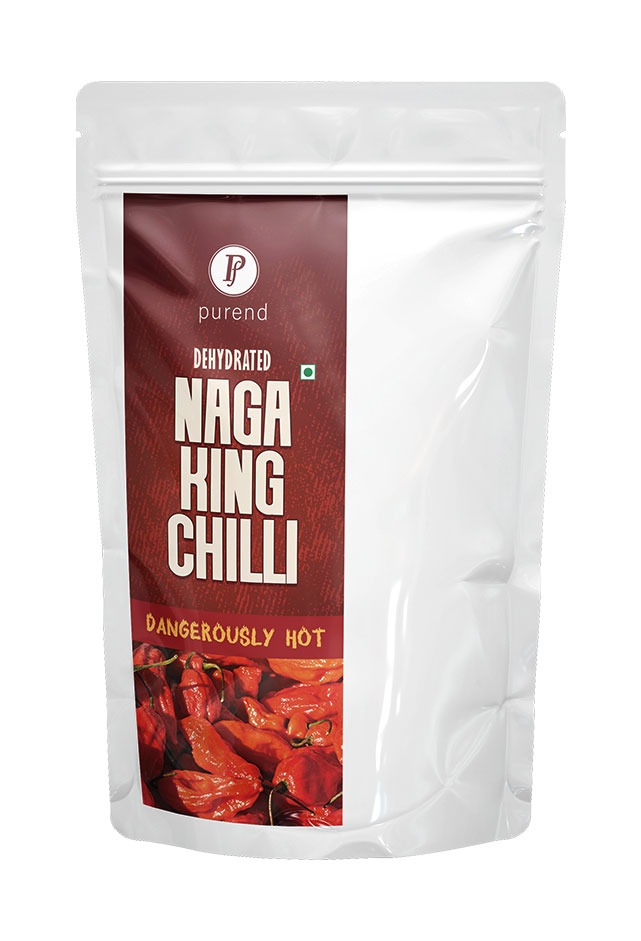 P
purend
DEHYDRATED
NAGA
KING
CHILLI
DANGEROUSLY HOT